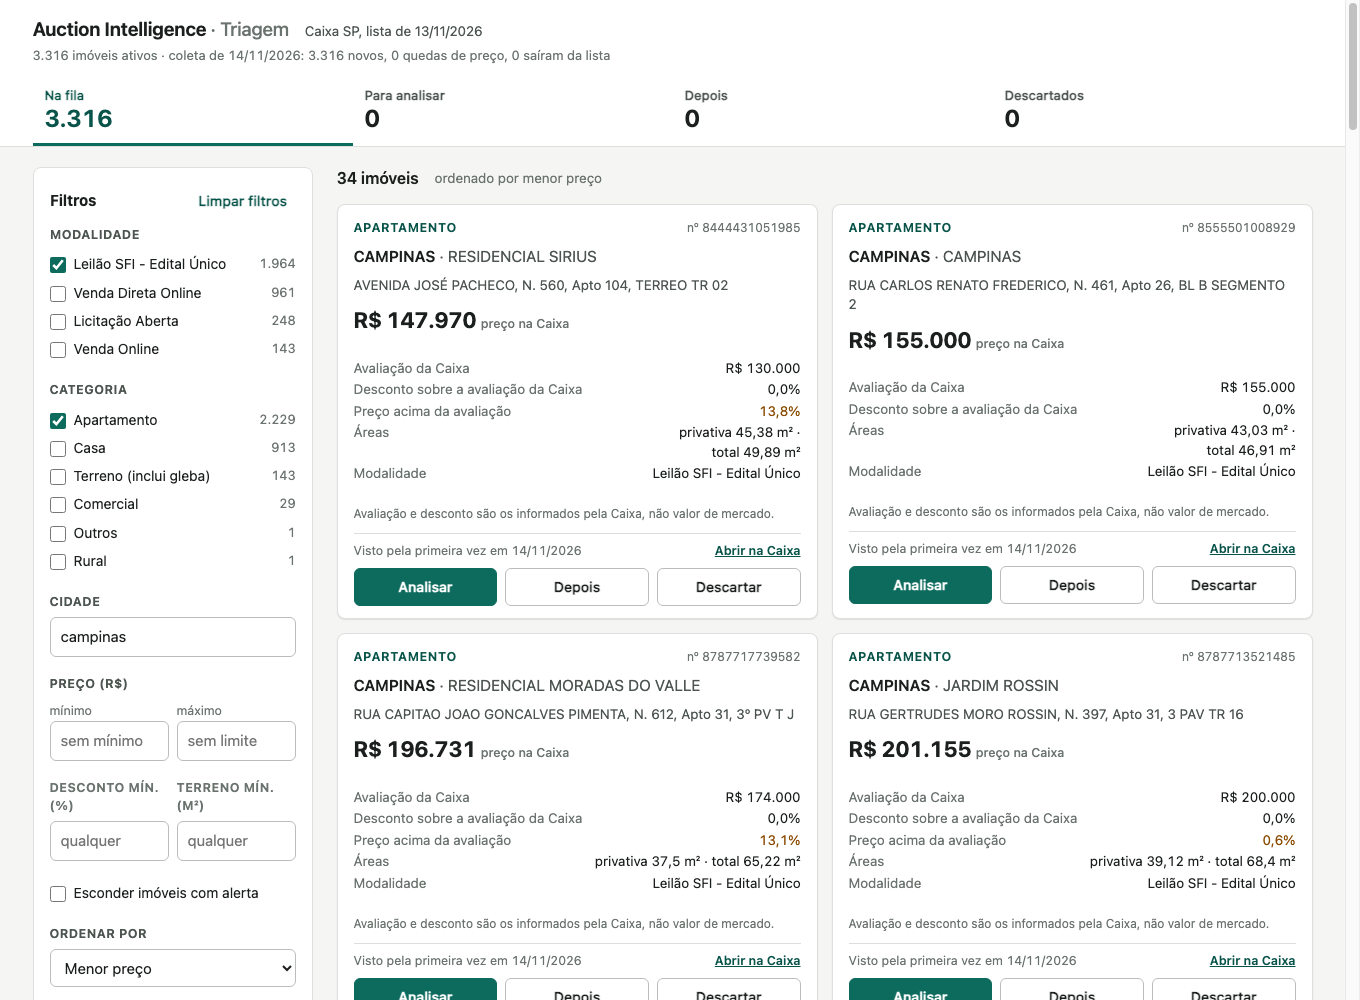 Auction Intelligence · Triagem Caixa SP, lista de 13/11/2026
3.316 imóveis ativos · coleta de 14/11/2026: 3.316 novos, 0 quedas de preço, 0 saíram da lista
Na fila
3.316
Para analisar
0
Depois
0
Descartados
0
Filtros
Limpar filtros
MODALIDADE
Leilão SFI - Edital Único 1.964
Venda Direta Online 961
Licitação Aberta 248
Venda Online 143
CATEGORIA
Apartamento 2.229
Casa 913
Terreno (inclui gleba) 143
Comercial 29
Outros 1
Rural 1
CIDADE
campinas
PREÇO (R$)
mínimo
máximo
sem mínimo
sem limite
DESCONTO MÍN. (%)
TERRENO MÍN. (M²)
qualquer
qualquer
Esconder imóveis com alerta
ORDENAR POR
Menor preço
34 imóveis ordenado por menor preço
APARTAMENTO nº 8444431051985
CAMPINAS · RESIDENCIAL SIRIUS
AVENIDA JOSÉ PACHECO, N. 560, Apto 104, TERREO TR 02
R$ 147.970 preço na Caixa
Avaliação da Caixa R$ 130.000
Desconto sobre a avaliação da Caixa 0,0%
Preço acima da avaliação 13,8%
Áreas privativa 45,38 m² ·
total 49,89 m²
Modalidade Leilão SFI - Edital Único
Avaliação e desconto são os informados pela Caixa, não valor de mercado.
Visto pela primeira vez em 14/11/2026 Abrir na Caixa
Analisar Depois Descartar
APARTAMENTO nº 8555501008929
CAMPINAS · CAMPINAS
RUA CARLOS RENATO FREDERICO, N. 461, Apto 26, BL B SEGMENTO
2
R$ 155.000 preço na Caixa
Avaliação da Caixa R$ 155.000
Desconto sobre a avaliação da Caixa 0,0%
Áreas privativa 43,03 m² ·
total 46,91 m²
Modalidade Leilão SFI - Edital Único
Avaliação e desconto são os informados pela Caixa, não valor de mercado.
Visto pela primeira vez em 14/11/2026 Abrir na Caixa
Analisar Depois Descartar
APARTAMENTO nº 8787717739582
CAMPINAS · RESIDENCIAL MORADAS DO VALLE
RUA CAPITAO JOAO GONCALVES PIMENTA, N. 612, Apto 31, 3º PV T J
R$ 196.731 preço na Caixa
Avaliação da Caixa R$ 174.000
Desconto sobre a avaliação da Caixa 0,0%
Preço acima da avaliação 13,1%
Áreas privativa 37,5 m² · total 65,22 m²
Modalidade Leilão SFI - Edital Único
Avaliação e desconto são os informados pela Caixa, não valor de mercado.
Visto pela primeira vez em 14/11/2026 Abrir na Caixa
Analisar Depois Descartar
APARTAMENTO nº 8787713521485
CAMPINAS · JARDIM ROSSIN
RUA GERTRUDES MORO ROSSIN, N. 397, Apto 31, 3 PAV TR 16
R$ 201.155 preço na Caixa
Avaliação da Caixa R$ 200.000
Desconto sobre a avaliação da Caixa 0,0%
Preço acima da avaliação 0,6%
Áreas privativa 39,12 m² · total 68,4 m²
Modalidade Leilão SFI - Edital Único
Avaliação e desconto são os informados pela Caixa, não valor de mercado.
Visto pela primeira vez em 14/11/2026 Abrir na Caixa
Analisar Depois Descartar